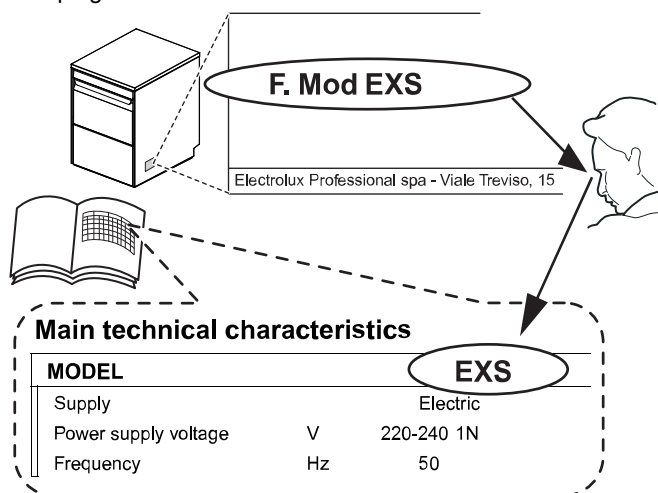 F. Mod EXS
Electrolux Professional spa - Viale Treviso, 15
Main technical characteristics
MODEL EXS
Supply Electric
Power supply voltage V 220-240 1N
Frequency Hz 50